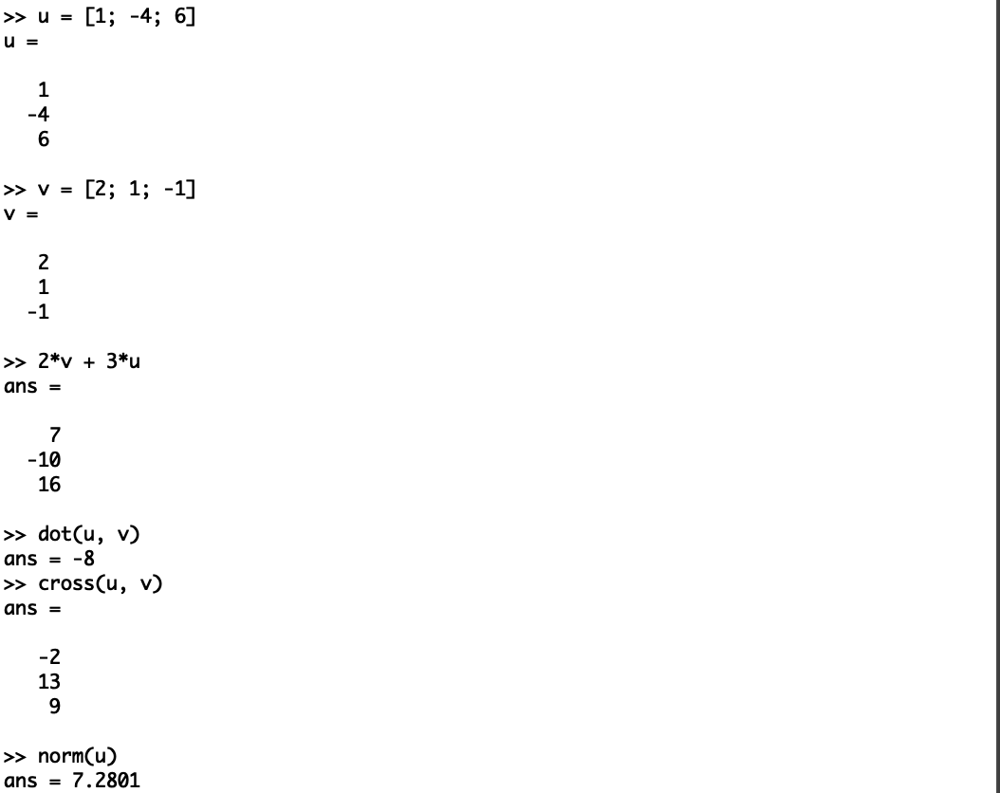 >> u = [1; -4; 6]
u =
1
-4
6
>> v = [2; 1; -1]
v =
2
1
-1
>> 2*v + 3*u
ans =
7
-10
16
>> dot(u, v)
ans = -8
>> cross(u, v)
ans =
-2
13
9
>> norm(u)
ans = 7.2801